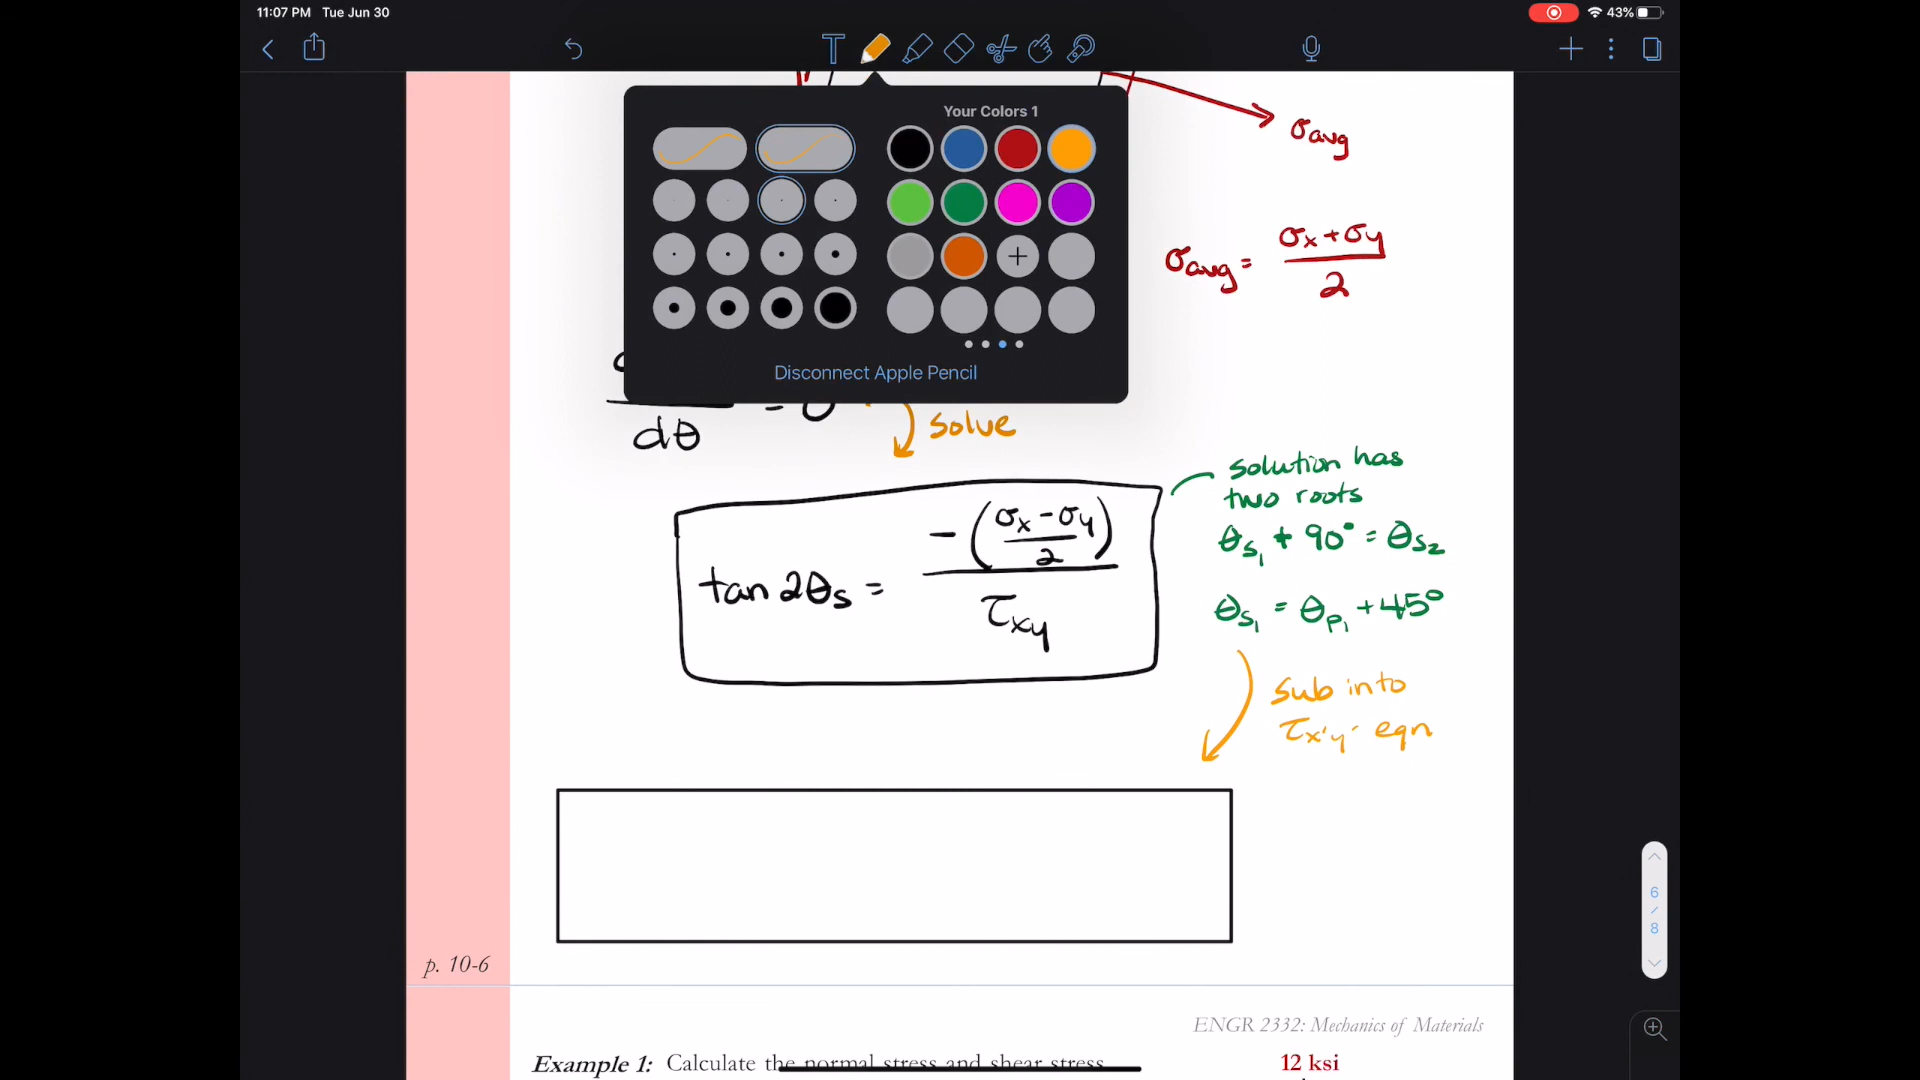 11:07 PM Tue Jun 30
43%
T
Your Colors 1
Disconnect Apple Pencil
σavg
σavg = σx+σy / 2
dθ = 0
solve
tan 2θs = -(σx-σy / 2) / τxy
solution has
two roots
θs1 + 90° = θs2
θs1 = θp1 + 45°
sub into
τx'y' eqn
6
/
8
p. 10-6
ENGR 2332: Mechanics of Materials
Example 1: Calculate the normal stress and shear stress
12 ksi